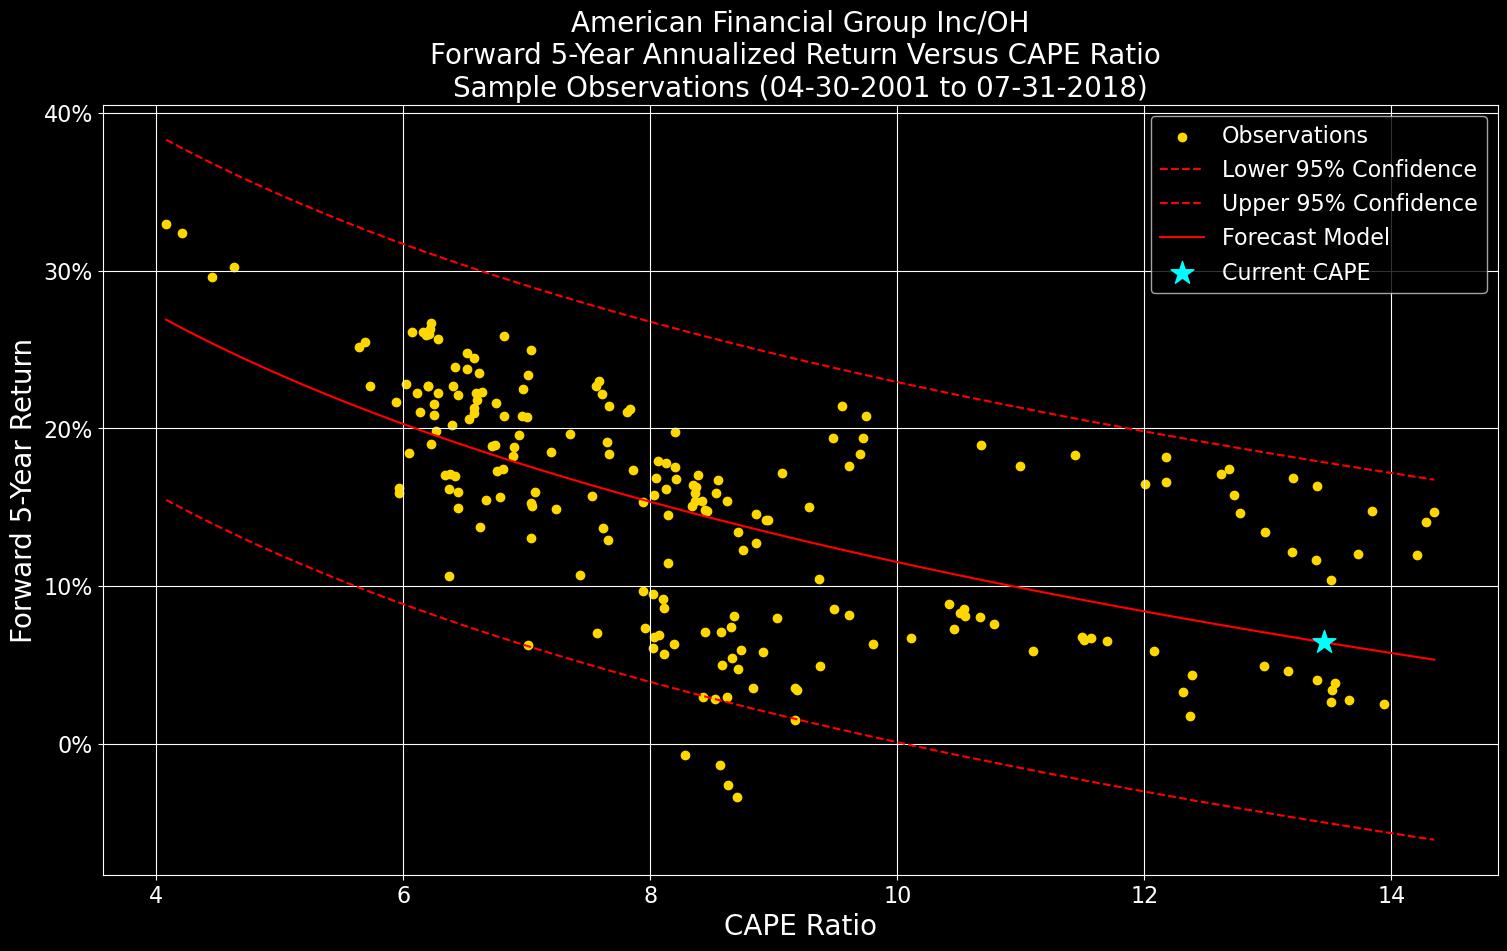 American Financial Group Inc/OH
Forward 5-Year Annualized Return Versus CAPE Ratio
Sample Observations (04-30-2001 to 07-31-2018)
40%
30%
20%
10%
0%
Forward 5-Year Return
Observations
Lower 95% Confidence
Upper 95% Confidence
Forecast Model
Current CAPE
4
6
8
10
12
14
CAPE Ratio